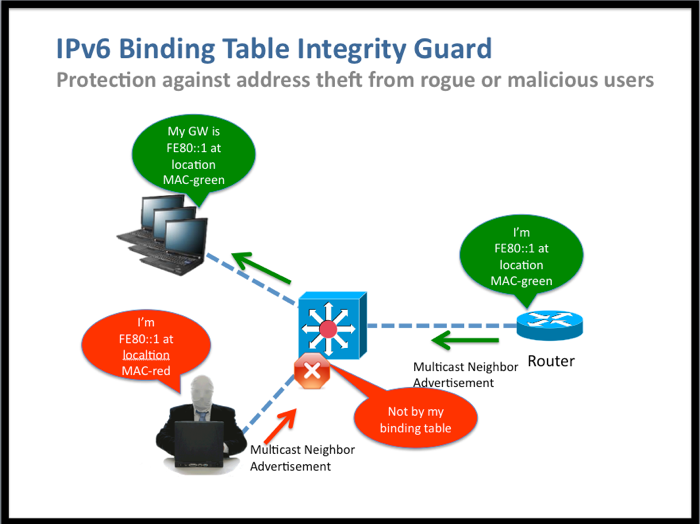 IPv6 Binding Table Integrity Guard
Protection against address theft from rogue or malicious users
My GW is
FE80::1 at
location
MAC-green
I'm
FE80::1 at
location
MAC-green
I'm
FE80::1 at
localtion
MAC-red
Multicast Neighbor
Advertisement
Router
Not by my
binding table
Multicast Neighbor
Advertisement